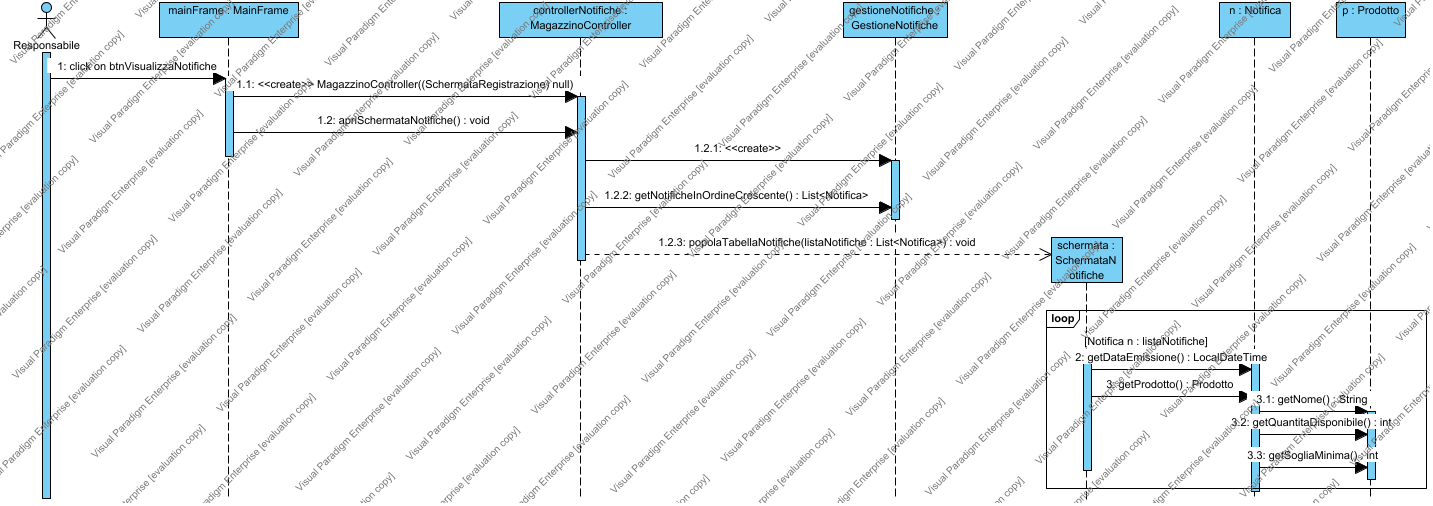 mainFrame : MainFrame
controllerNotifiche :
MagazzinoController
gestioneNotifiche :
GestioneNotifiche
n : Notifica
p : Prodotto
Responsabile
1: click on btnVisualizzaNotifiche
1.1: <<create>> MagazzinoController((SchermataRegistrazione) null)
1.2: apriSchermataNotifiche() : void
1.2.1: <<create>>
1.2.2: getNotificheInOrdineCrescente() : List<Notifica>
1.2.3: popolaTabellaNotifiche(listaNotifiche : List<Notifica>) : void
schermata :
SchermataN
otifiche
loop
[Notifica n : listaNotifiche]
2: getDataEmissione() : LocalDateTime
3: getProdotto() : Prodotto
3.1: getNome() : String
3.2: getQuantitaDisponibile() : int
3.3: getSogliaMinima() : int
Visual Paradigm Enterprise [evaluation copy]